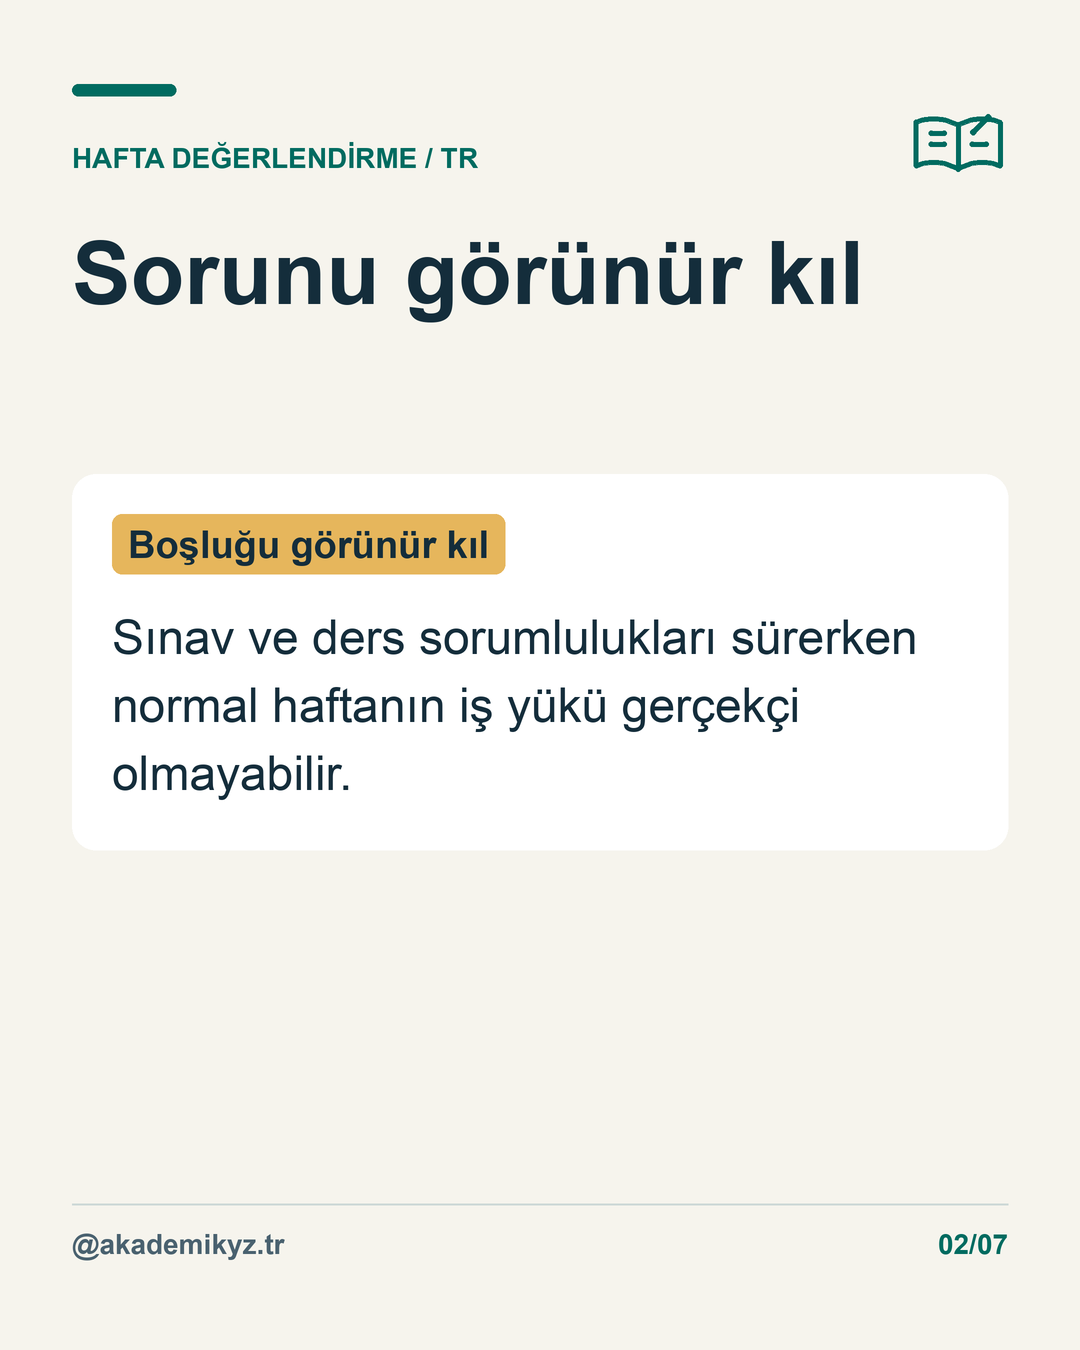 HAFTA DEĞERLENDİRME / TR
Sorunu görünür kıl
Boşluğu görünür kıl
Sınav ve ders sorumlulukları sürerken
normal haftanın iş yükü gerçekçi
olmayabilir.
@akademikyz.tr
02/07